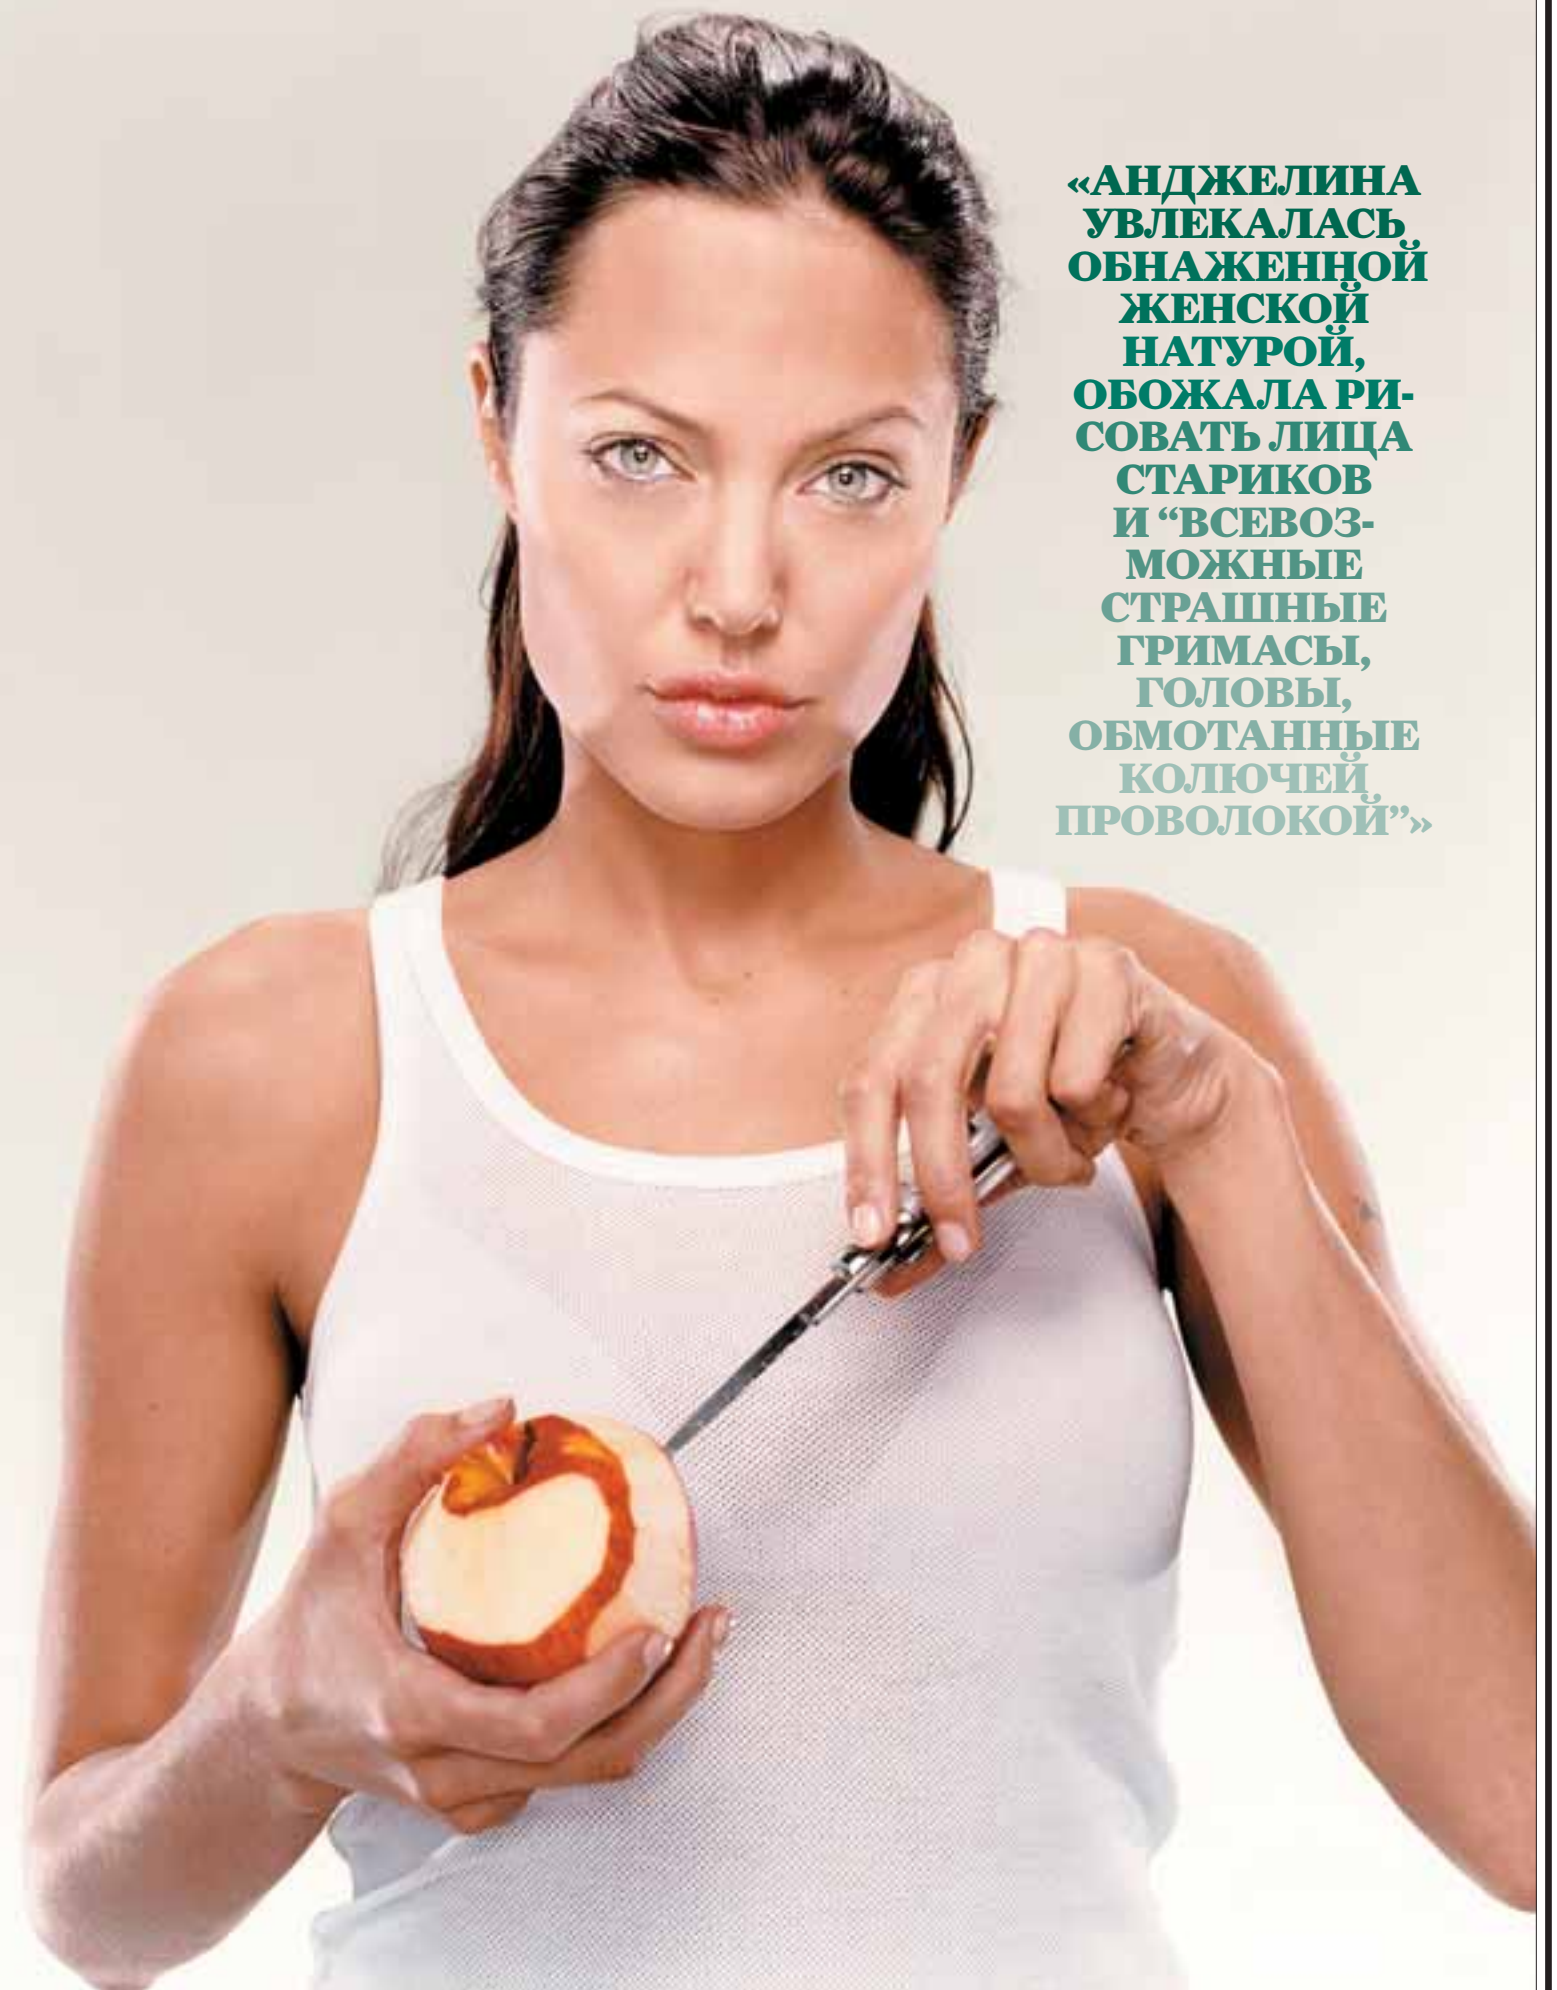 «АНДЖЕЛИНА
УВЛЕКАЛАСЬ
ОБНАЖЕННОЙ
ЖЕНСКОЙ
НАТУРОЙ,
ОБОЖАЛА РИ-
СОВАТЬ ЛИЦА
СТАРИКОВ
И “ВСЕВОЗ-
МОЖНЫЕ
СТРАШНЫЕ
ГРИМАСЫ,
ГОЛОВЫ,
ОБМОТАННЫЕ
КОЛЮЧЕЙ
ПРОВОЛОКОЙ”»